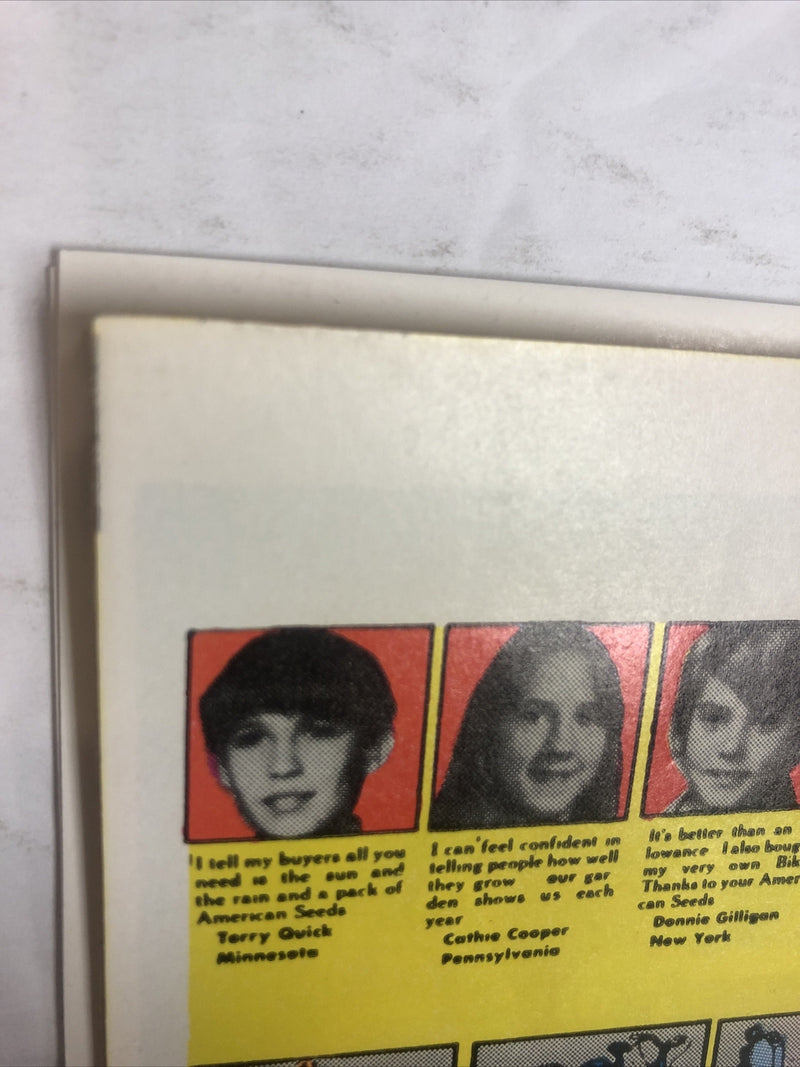 'I tell my buyers all you
need is the sun and
the rain and a pack of
American Seeds
Terry Quick
Minnesota
I can feel confident in
telling people how well
they grow our gar
den shows us each
year
Cathie Cooper
Pennsylvania
It's better than an
lowance I also boug
my very own Bik
Thanks to your Amer
can Seeds
Donnie Gilligan
New York